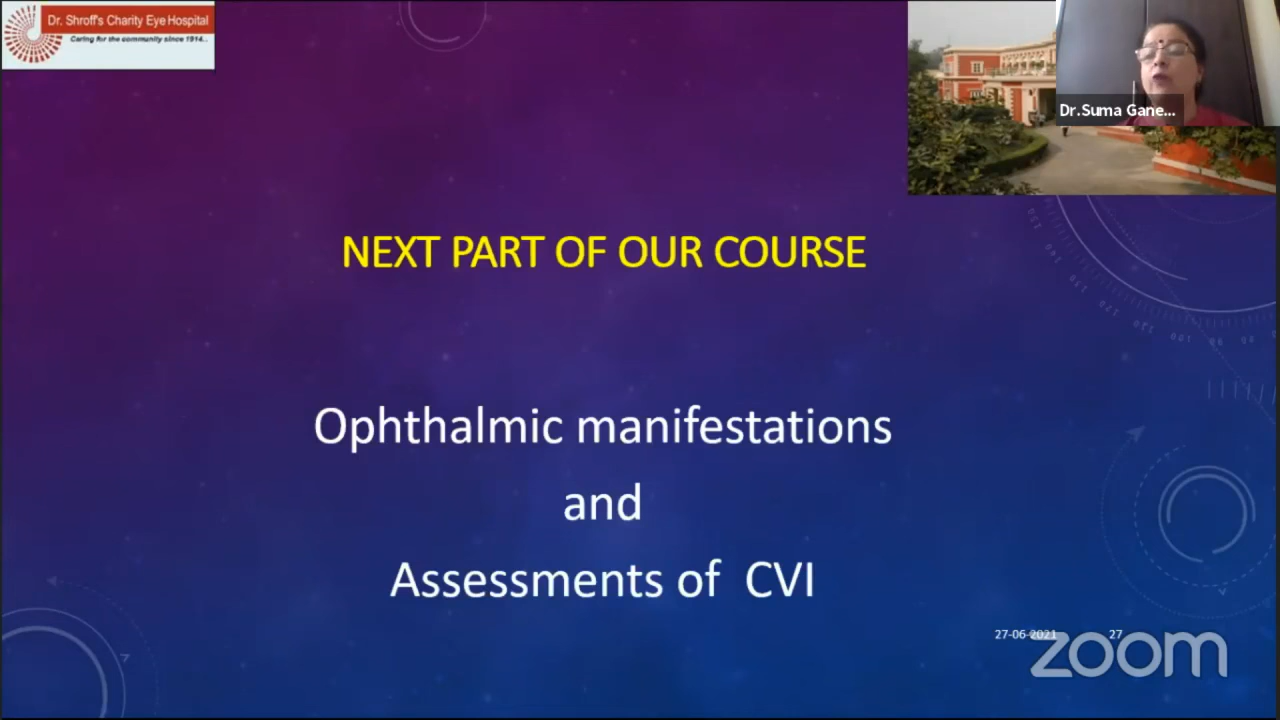 Dr. Shroff's Charity Eye Hospital
Caring for the community since 1914...
Dr.Suma Gane...
NEXT PART OF OUR COURSE
Ophthalmic manifestations
and
Assessments of CVI
27-06-2021 27
zoom